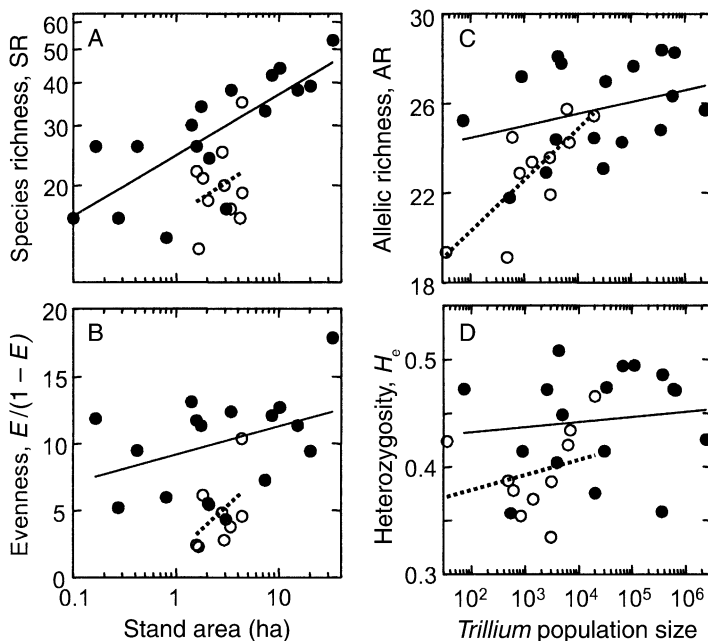 A
Species richness, SR
50
40
30
20
B
Evenness, E/(1 − E)
20
15
10
5
0
0.1
1
10
Stand area (ha)
C
Allelic richness, AR
30
26
22
18
D
Heterozygosity, Hₑ
0.5
0.4
0.3
10²
10³
10⁴
10⁵
10⁶
Trillium population size